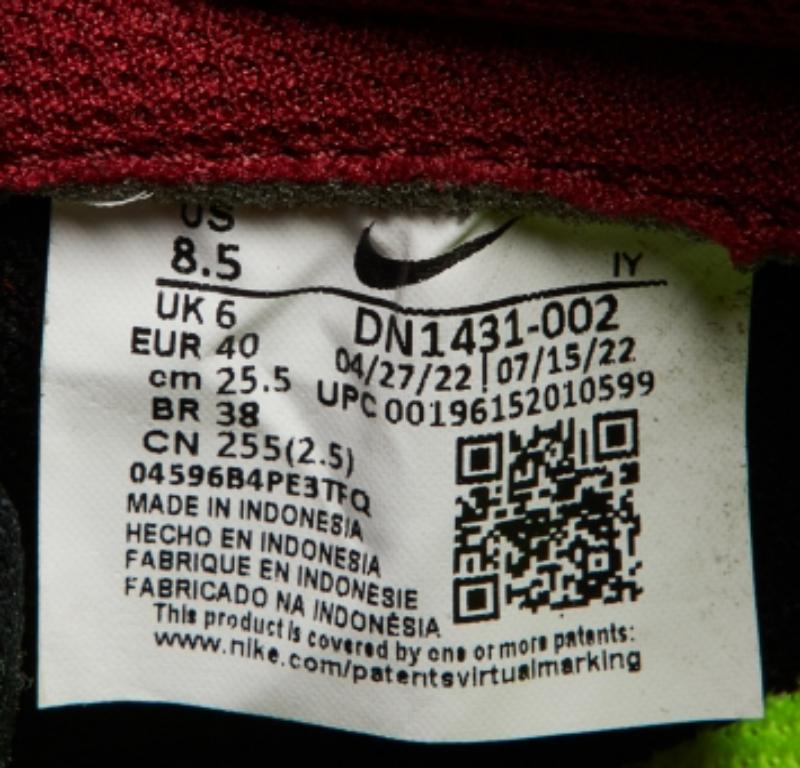 US
8.5
IY
UK 6
EUR 40
cm 25.5
BR 38
CN 255(2.5)
DN1431-002
04/27/22 | 07/15/22
UPC 00196152010599
04596B4PE3TFQ
MADE IN INDONESIA
HECHO EN INDONESIA
FABRIQUE EN INDONESIE
FABRICADO NA INDONÉSIA
This product is covered by one or more patents:
www.nike.com/patentsvirtualmarking